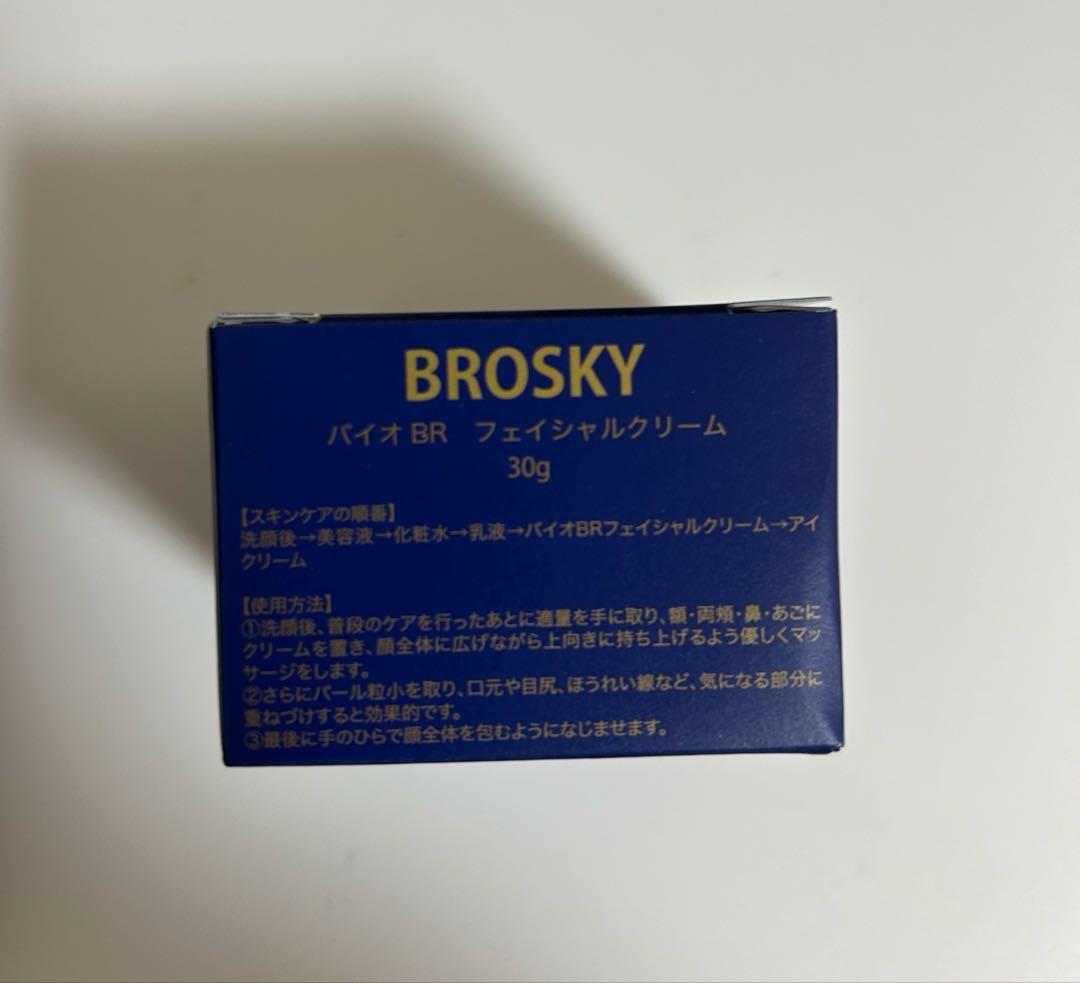 BROSKY
バイオBR　フェイシャルクリーム
30g
【スキンケアの順番】
洗顔後→美容液→化粧水→乳液→バイオBRフェイシャルクリーム→アイ
クリーム
【使用方法】
①洗顔後、普段のケアを行ったあとに適量を手に取り、額・両頬・鼻・あごに
クリームを置き、顔全体に広げながら上向きに持ち上げるよう優しくマッ
サージをします。
②さらにパール粒小を取り、口元や目尻、ほうれい線など、気になる部分に
重ねづけすると効果的です。
③最後に手のひらで顔全体を包むようになじませます。